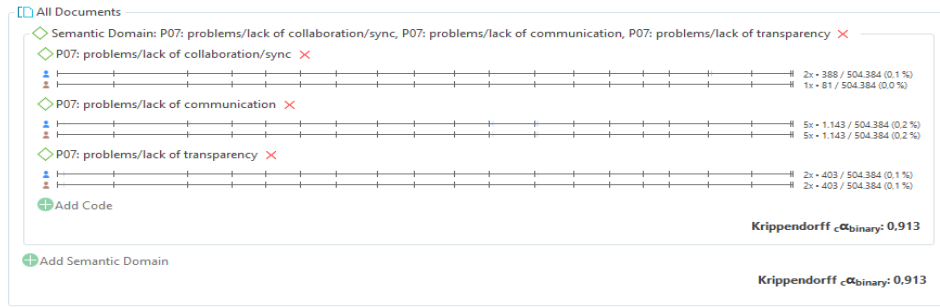 All Documents
Semantic Domain: P07: problems/lack of collaboration/sync, P07: problems/lack of communication, P07: problems/lack of transparency
P07: problems/lack of collaboration/sync
2x • 388 / 504.384 (0,1 %)
1x • 81 / 504.384 (0,0 %)
P07: problems/lack of communication
5x • 1.143 / 504.384 (0,2 %)
5x • 1.143 / 504.384 (0,2 %)
P07: problems/lack of transparency
2x • 403 / 504.384 (0,1 %)
2x • 403 / 504.384 (0,1 %)
Add Code
Krippendorff cαbinary: 0,913
Add Semantic Domain
Krippendorff cαbinary: 0,913